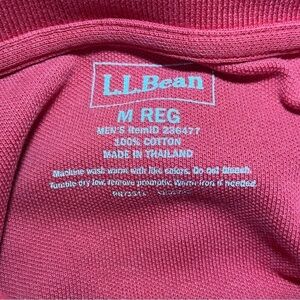 L.L.Bean
M REG
MEN'S ItemID 236477
100% COTTON
MADE IN THAILAND
Machine wash warm with like colors. Do not bleach.
Tumble dry low, remove promptly. Warm iron if needed.